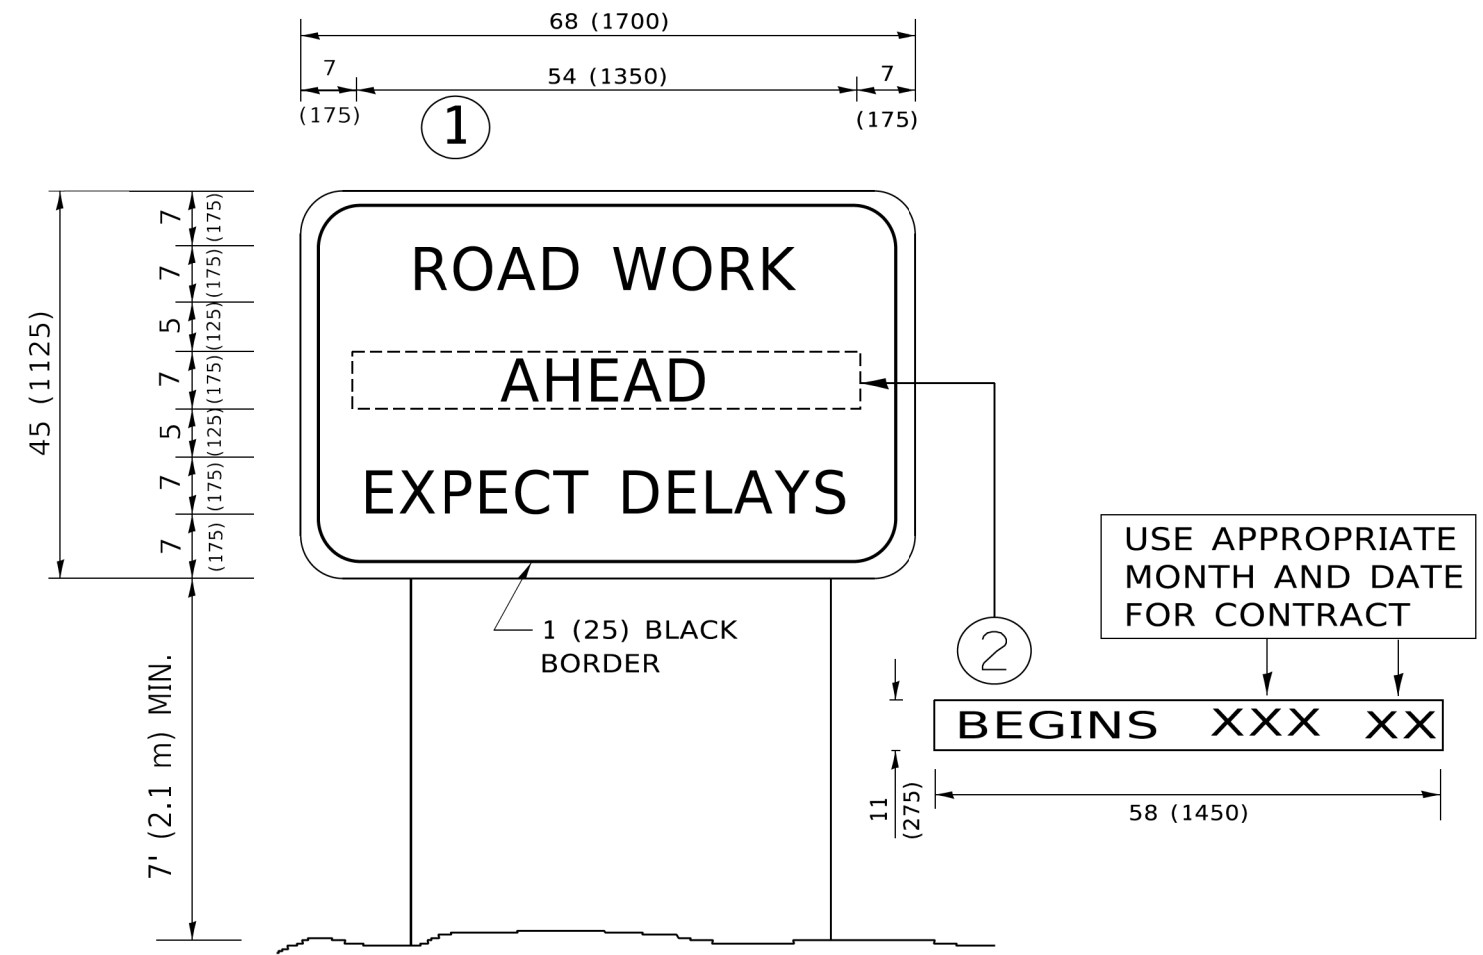 68 (1700)
7
54 (1350)
7
(175)
(175)
1
7
(175)
7
(175)
5
(125)
7
(175)
5
(125)
7
(175)
7
(175)
45 (1125)
7' (2.1 m) MIN.
ROAD WORK
AHEAD
EXPECT DELAYS
1 (25) BLACK
BORDER
2
USE APPROPRIATE
MONTH AND DATE
FOR CONTRACT
BEGINS XXX XX
11
(275)
58 (1450)